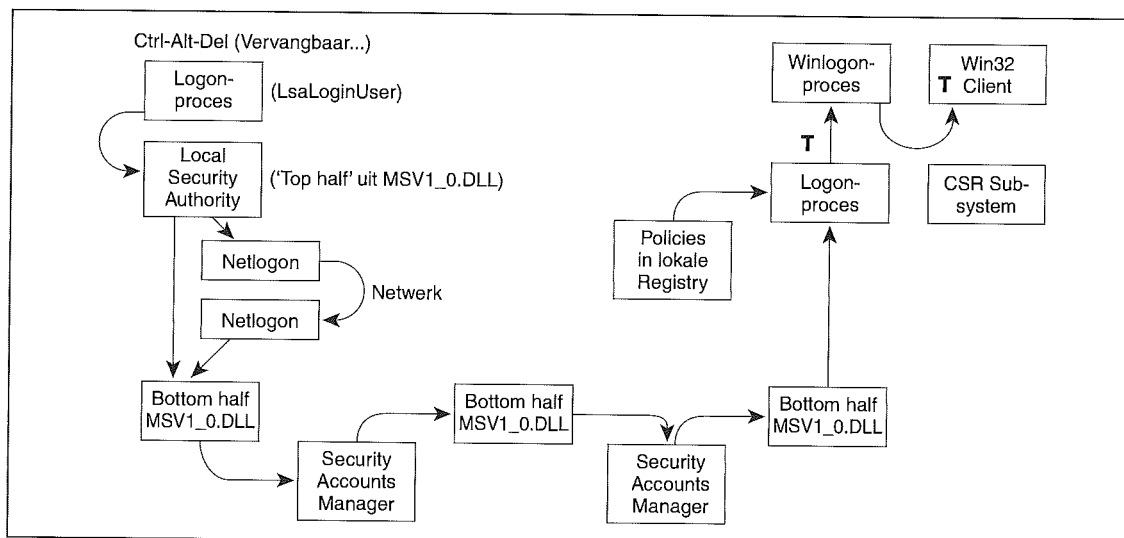 Ctrl-Alt-Del (Vervangbaar...)
Logon-
proces
(LsaLoginUser)
Local
Security
Authority
('Top half' uit MSV1_0.DLL)
Netlogon
Netwerk
Netlogon
Bottom half
MSV1_0.DLL
Security
Accounts
Manager
Bottom half
MSV1_0.DLL
Security
Accounts
Manager
Bottom half
MSV1_0.DLL
Policies
in lokale
Registry
Logon-
proces
T
Winlogon-
proces
Win32
T Client
CSR Sub-
system